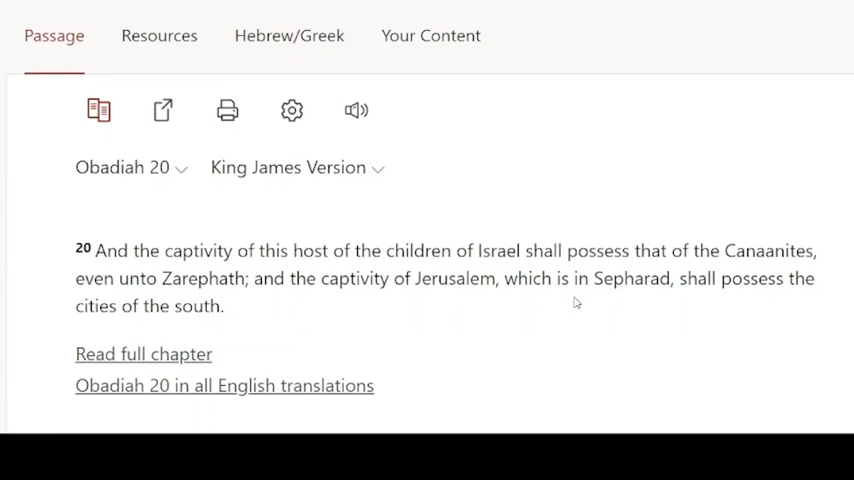 Passage Resources Hebrew/Greek Your Content
Obadiah 20 King James Version
20 And the captivity of this host of the children of Israel shall possess that of the Canaanites,
even unto Zarephath; and the captivity of Jerusalem, which is in Sepharad, shall possess the
cities of the south.
Read full chapter
Obadiah 20 in all English translations